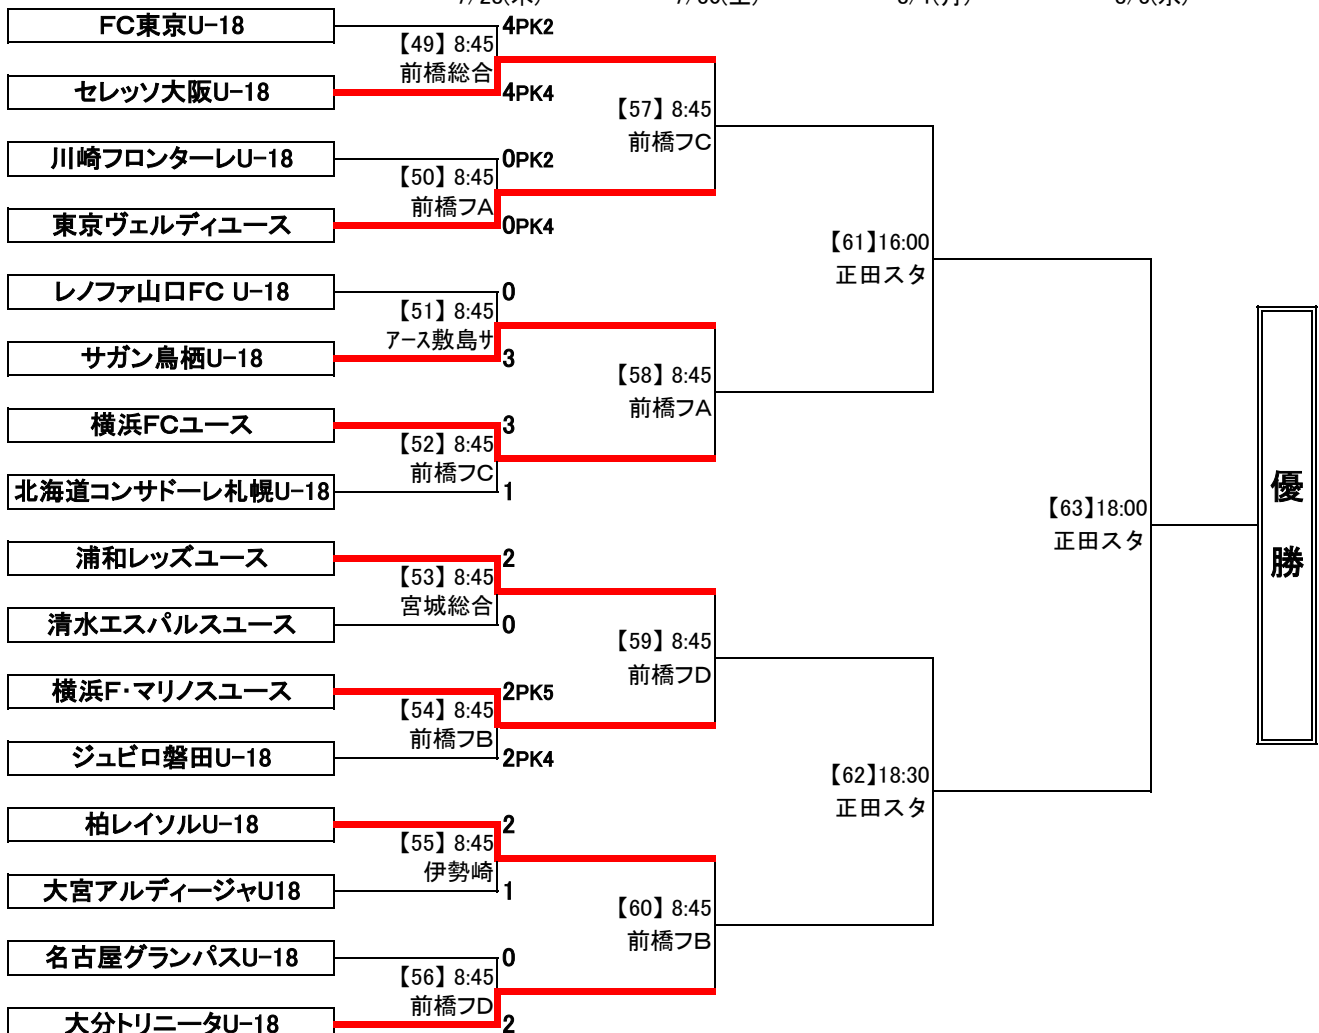 FC東京U-18
4PK2
【49】 8:45
前橋総合
セレッソ大阪U-18
4PK4
【57】 8:45
前橋フC
川崎フロンターレU-18
0PK2
【50】 8:45
前橋フA
東京ヴェルディユース
0PK4
【61】16:00
正田スタ
レノファ山口FC U-18
0
【51】 8:45
アース敷島サ
サガン鳥栖U-18
3
【58】 8:45
前橋フA
横浜FCユース
3
【52】 8:45
前橋フC
北海道コンサドーレ札幌U-18
1
【63】18:00
正田スタ
優
勝
浦和レッズユース
2
【53】 8:45
宮城総合
清水エスパルスユース
0
【59】 8:45
前橋フD
横浜F・マリノスユース
2PK5
【54】 8:45
前橋フB
ジュビロ磐田U-18
2PK4
【62】18:30
正田スタ
柏レイソルU-18
2
【55】 8:45
伊勢崎
大宮アルディージャU18
1
【60】 8:45
前橋フB
名古屋グランパスU-18
0
【56】 8:45
前橋フD
大分トリニータU-18
2